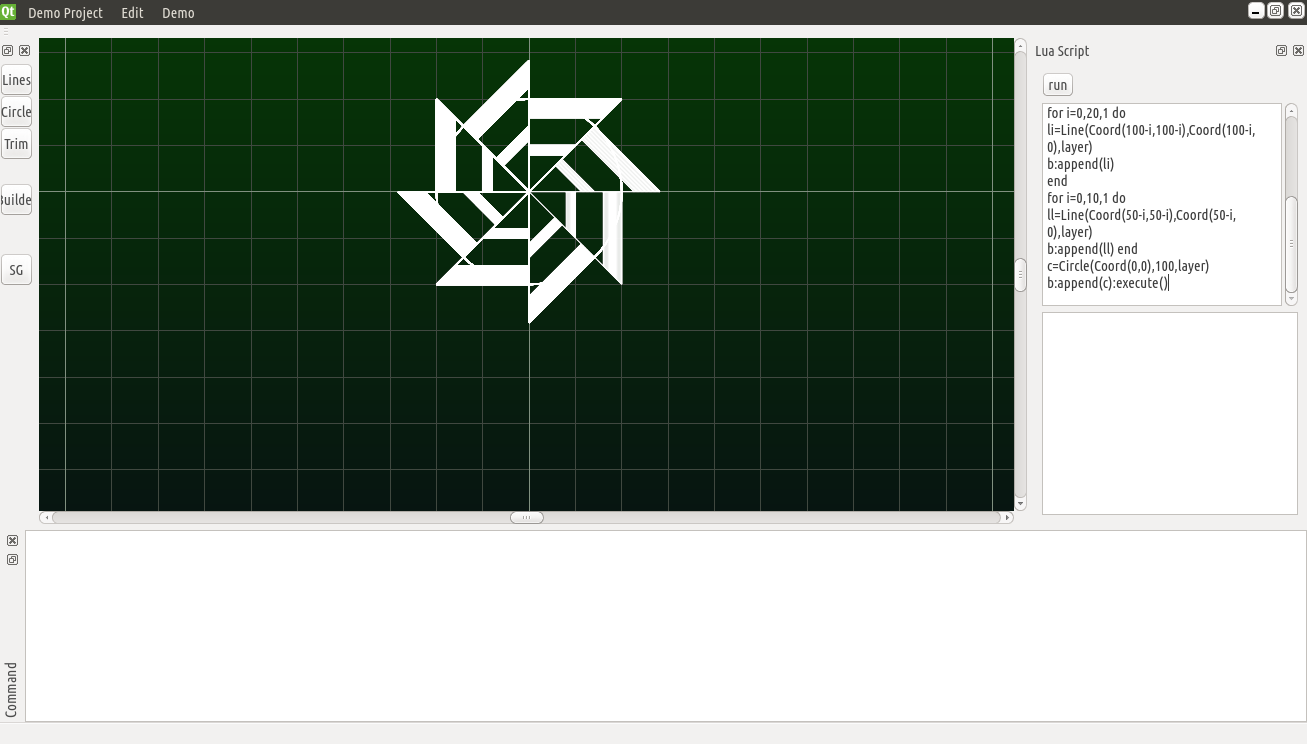 Qt Demo Project Edit Demo
Lines
Circle
Trim
Builde
SG
Lua Script
run
for i=0,20,1 do
li=Line(Coord(100-i,100-i),Coord(100-i,
0),layer)
b:append(li)
end
for i=0,10,1 do
ll=Line(Coord(50-i,50-i),Coord(50-i,
0),layer)
b:append(ll) end
c=Circle(Coord(0,0),100,layer)
b:append(c):execute()
Command